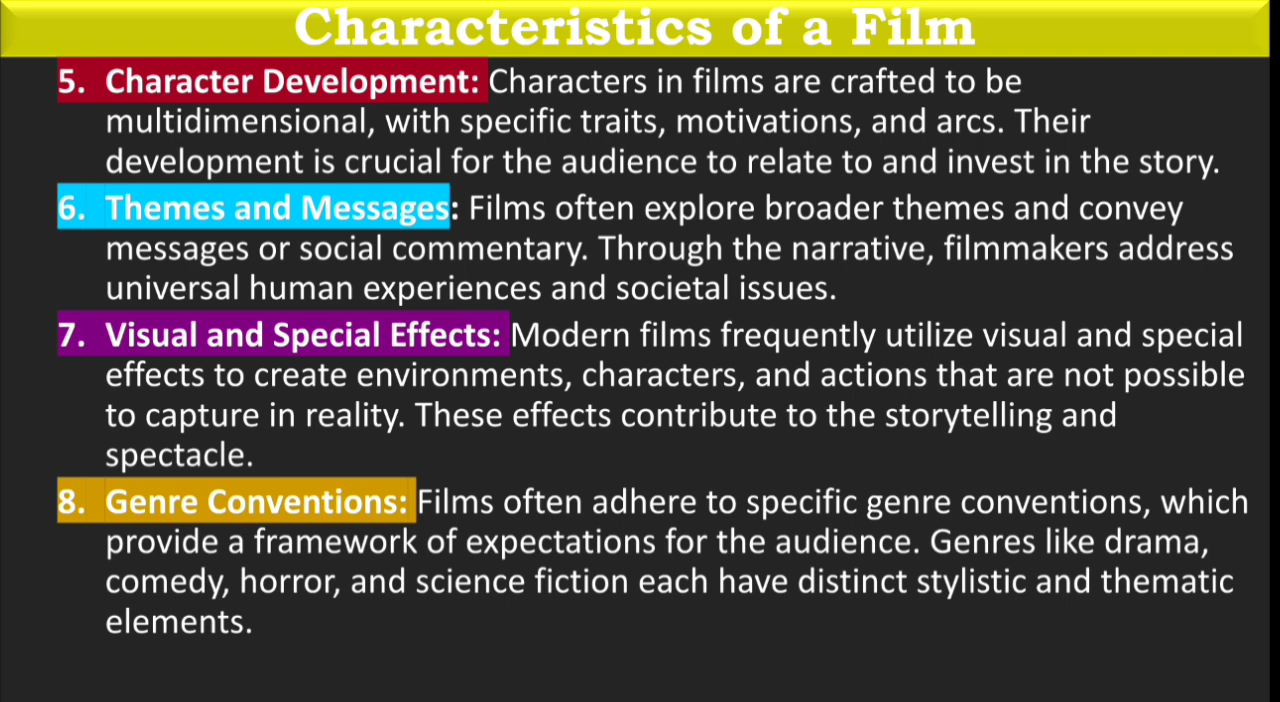 Characteristics of a Film
5. Character Development: Characters in films are crafted to be
multidimensional, with specific traits, motivations, and arcs. Their
development is crucial for the audience to relate to and invest in the story.
6. Themes and Messages: Films often explore broader themes and convey
messages or social commentary. Through the narrative, filmmakers address
universal human experiences and societal issues.
7. Visual and Special Effects: Modern films frequently utilize visual and special
effects to create environments, characters, and actions that are not possible
to capture in reality. These effects contribute to the storytelling and
spectacle.
8. Genre Conventions: Films often adhere to specific genre conventions, which
provide a framework of expectations for the audience. Genres like drama,
comedy, horror, and science fiction each have distinct stylistic and thematic
elements.